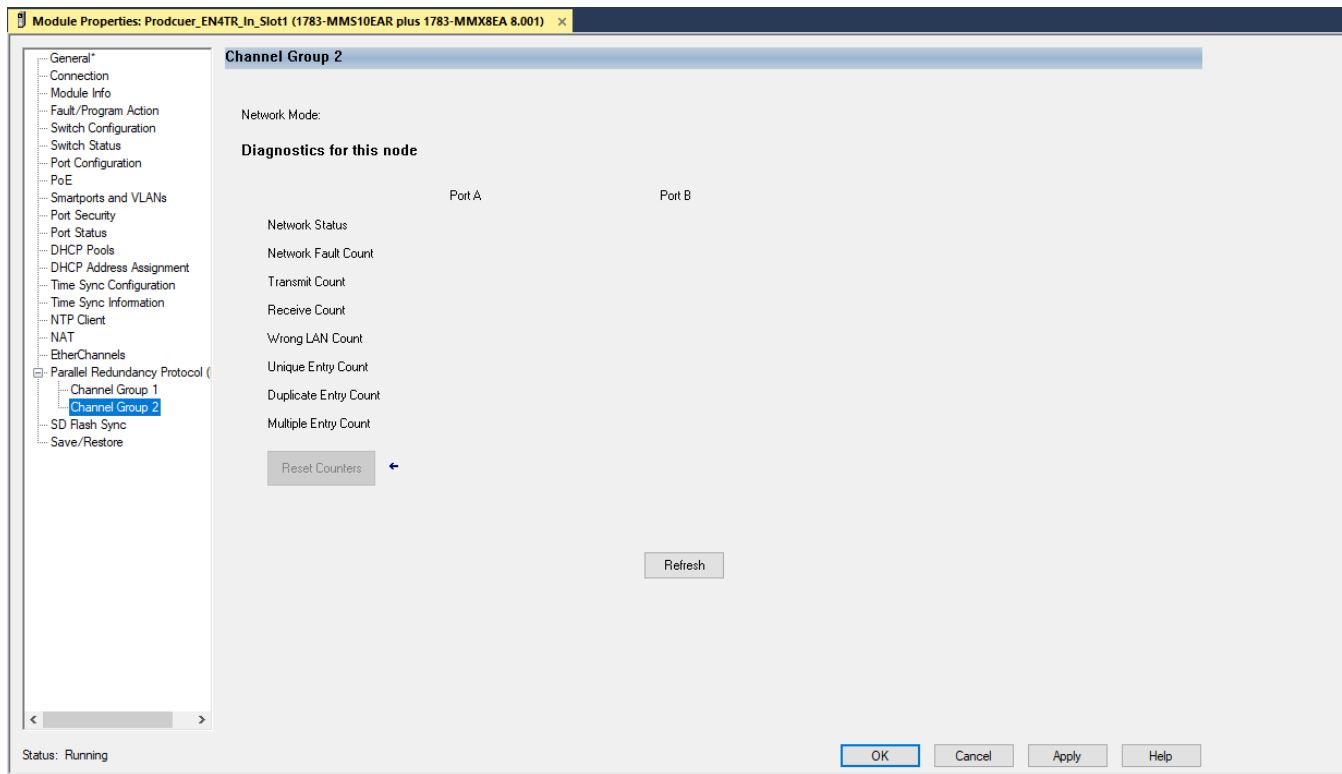 Module Properties: Prodcuer_EN4TR_In_Slot1 (1783-MMS10EAR plus 1783-MMX8EA 8.001) ×
General*
Connection
Module Info
Fault/Program Action
Switch Configuration
Switch Status
Port Configuration
PoE
Smartports and VLANs
Port Security
Port Status
DHCP Pools
DHCP Address Assignment
Time Sync Configuration
Time Sync Information
NTP Client
NAT
EtherChannels
Parallel Redundancy Protocol (
Channel Group 1
Channel Group 2
SD Flash Sync
Save/Restore
Channel Group 2
Network Mode:
Diagnostics for this node
Port A Port B
Network Status
Network Fault Count
Transmit Count
Receive Count
Wrong LAN Count
Unique Entry Count
Duplicate Entry Count
Multiple Entry Count
Reset Counters
Refresh
Status: Running
OK Cancel Apply Help